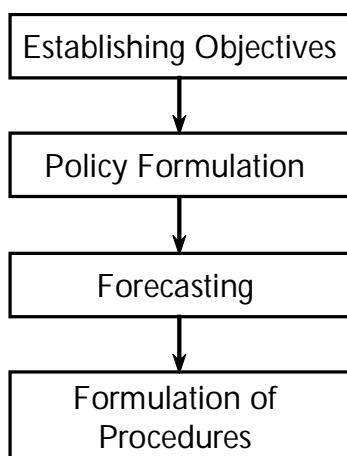 Establishing Objectives
Policy Formulation
Forecasting
Formulation of
Procedures